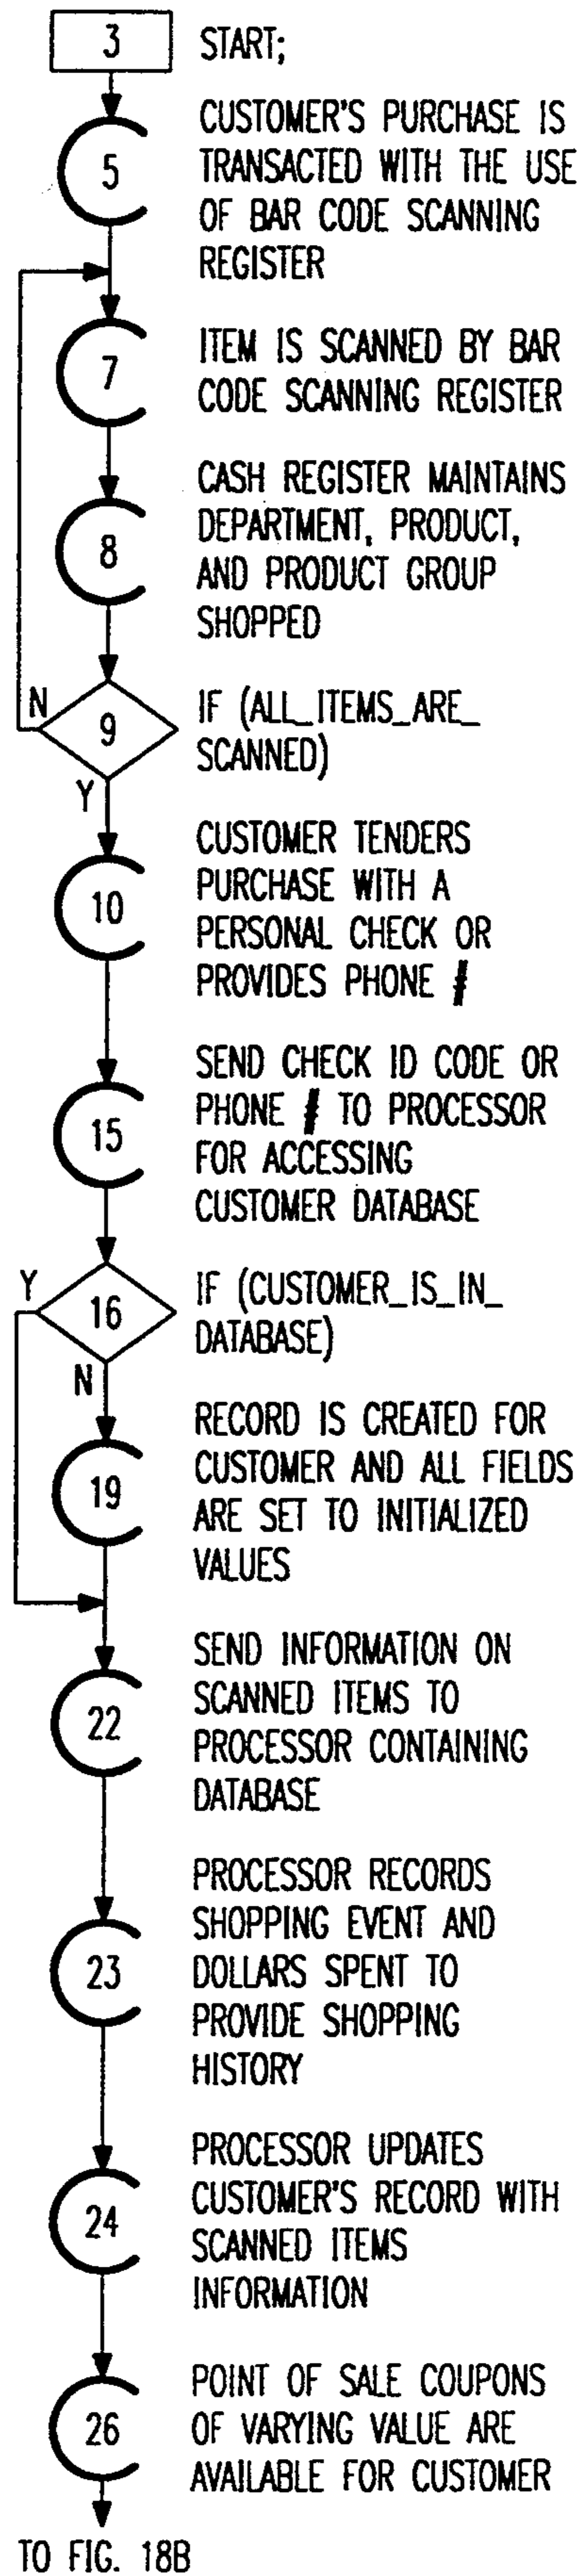 3 START;
5 CUSTOMER'S PURCHASE IS
TRANSACTED WITH THE USE
OF BAR CODE SCANNING
REGISTER
7 ITEM IS SCANNED BY BAR
CODE SCANNING REGISTER
8 CASH REGISTER MAINTAINS
DEPARTMENT, PRODUCT,
AND PRODUCT GROUP
SHOPPED
N 9 IF (ALL_ITEMS_ARE_
SCANNED)
Y
10 CUSTOMER TENDERS
PURCHASE WITH A
PERSONAL CHECK OR
PROVIDES PHONE #
15 SEND CHECK ID CODE OR
PHONE # TO PROCESSOR
FOR ACCESSING
CUSTOMER DATABASE
Y 16 IF (CUSTOMER_IS_IN_
DATABASE)
N
19 RECORD IS CREATED FOR
CUSTOMER AND ALL FIELDS
ARE SET TO INITIALIZED
VALUES
22 SEND INFORMATION ON
SCANNED ITEMS TO
PROCESSOR CONTAINING
DATABASE
23 PROCESSOR RECORDS
SHOPPING EVENT AND
DOLLARS SPENT TO
PROVIDE SHOPPING
HISTORY
24 PROCESSOR UPDATES
CUSTOMER'S RECORD WITH
SCANNED ITEMS
INFORMATION
26 POINT OF SALE COUPONS
OF VARYING VALUE ARE
AVAILABLE FOR CUSTOMER
TO FIG. 18B